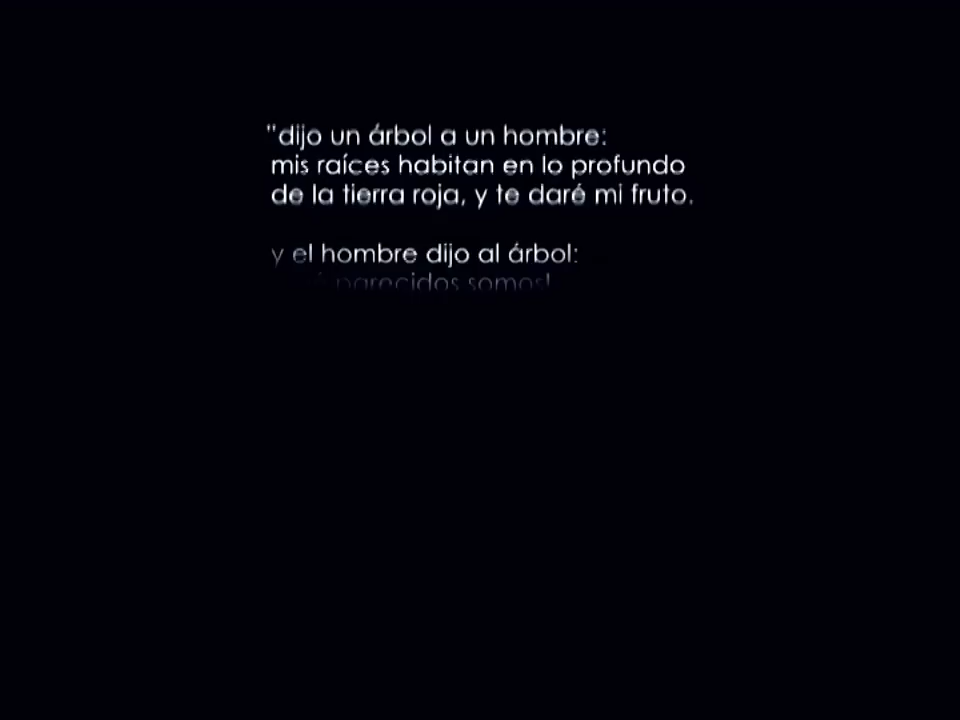 "dijo un árbol a un hombre:
mis raíces habitan en lo profundo
de la tierra roja, y te daré mi fruto.
y el hombre dijo al árbol:
parecidos somos!